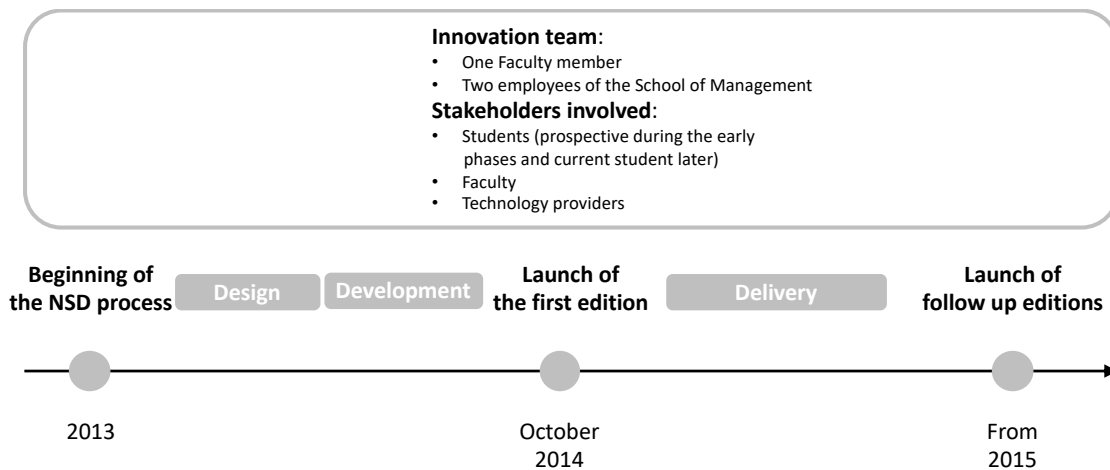 Innovation team:
• One Faculty member
• Two employees of the School of Management
Stakeholders involved:
• Students (prospective during the early
phases and current student later)
• Faculty
• Technology providers
Beginning of
the NSD process
Design
Development
Launch of
the first edition
Delivery
Launch of
follow up editions
2013
October
2014
From
2015